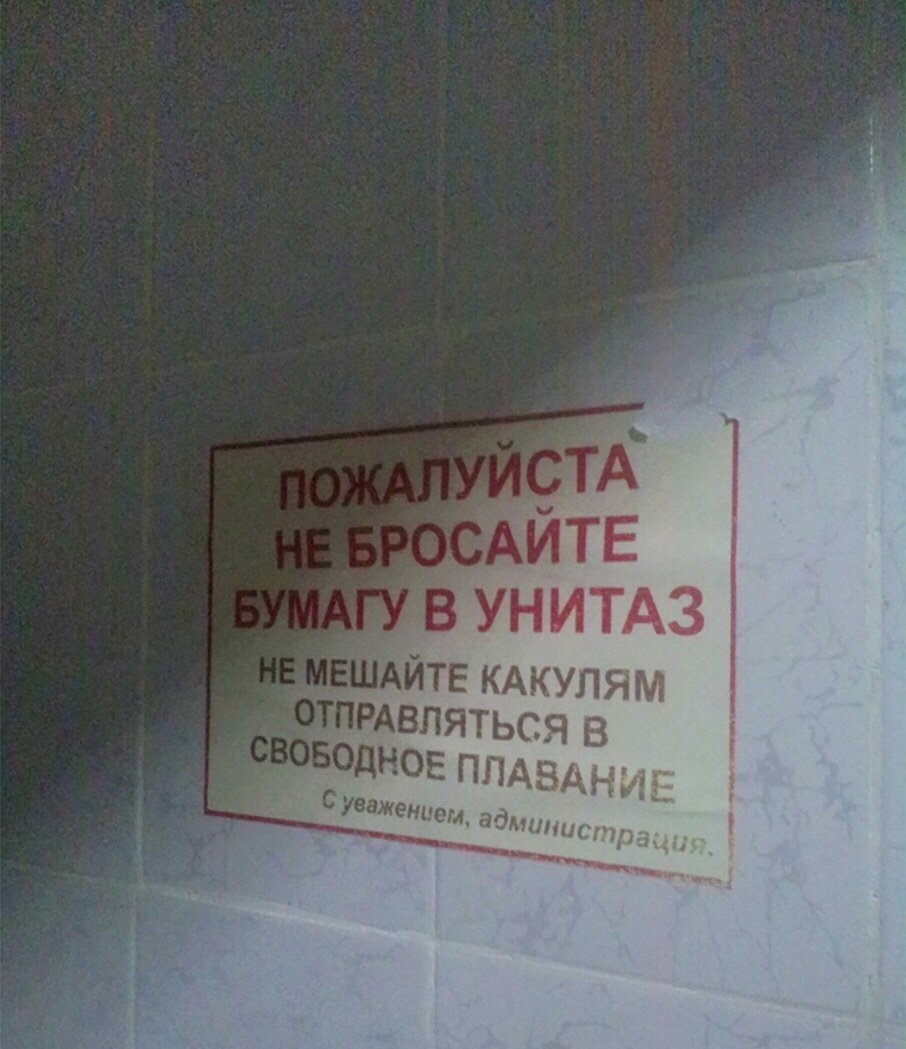 ПОЖАЛУЙСТА
НЕ БРОСАЙТЕ
БУМАГУ В УНИТАЗ
НЕ МЕШАЙТЕ КАКУЛЯМ
ОТПРАВЛЯТЬСЯ В
СВОБОДНОЕ ПЛАВАНИЕ
С уважением, администрация.